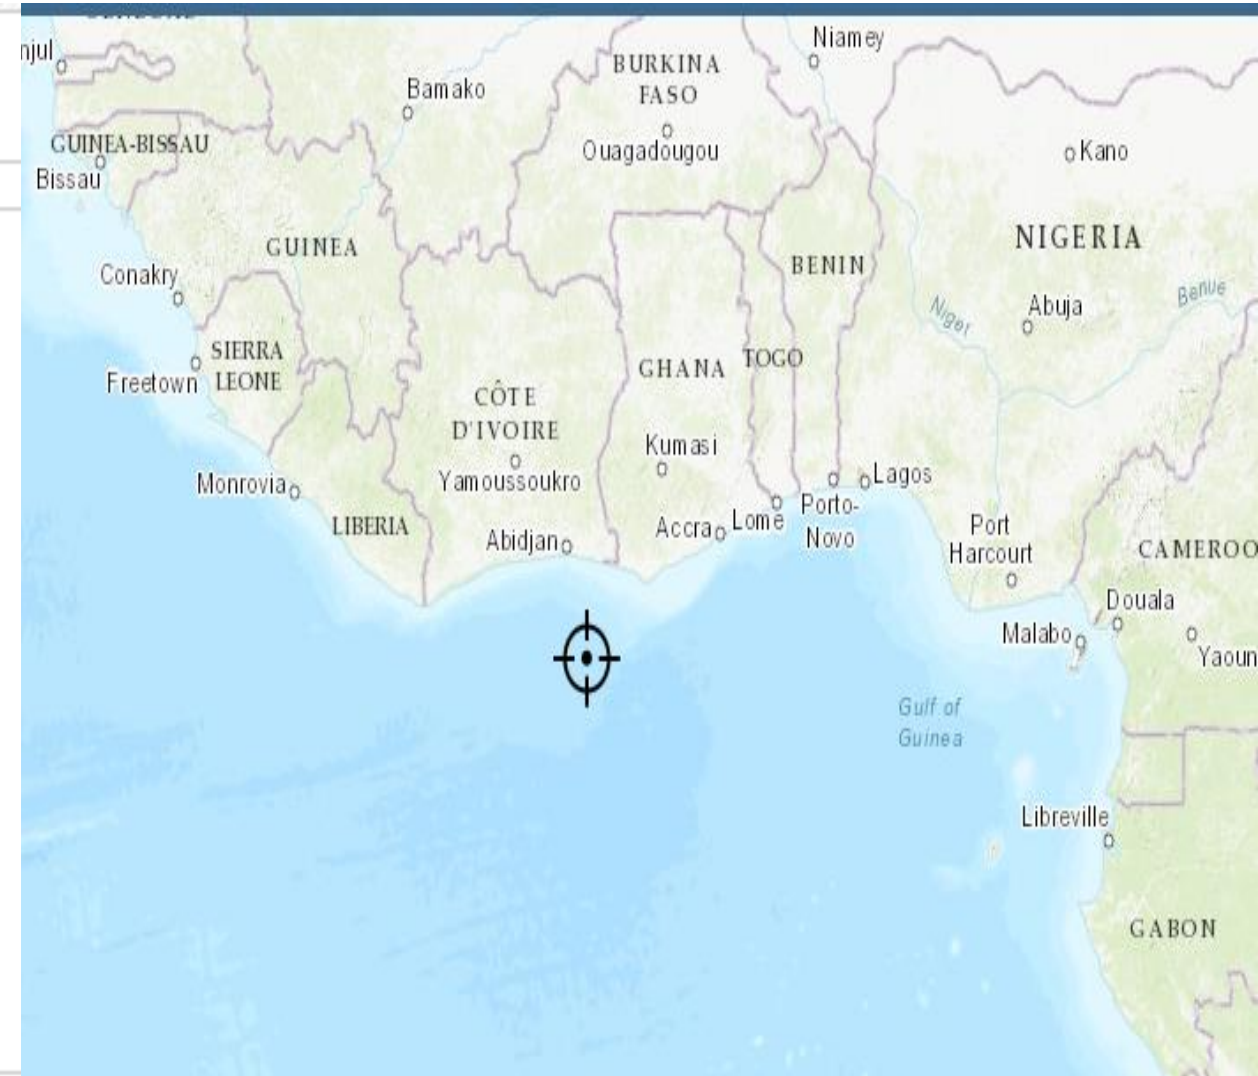 njul
Niamey
BURKINA
FASO
Bamako
Ouagadougou
Kano
GUINEA-BISSAU
Bissau
NIGERIA
GUINEA
BENIN
Conakry
Benue
Niger
Abuja
SIERRA
LEONE
Freetown
GHANA
TOGO
CÔTE
D'IVOIRE
Kumasi
Yamoussoukro
Monrovia
Lagos
Porto-
Novo
Lome
Accra
LIBERIA
Abidjan
Port
Harcourt
CAMEROO
Douala
Malabo
Yaoun
Gulf of
Guinea
Libreville
GABON